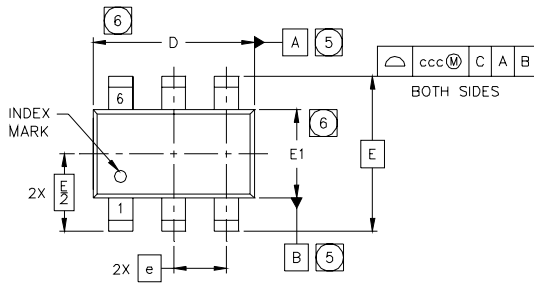 6
D
A 5
⌓ ccc Ⓜ C A B
BOTH SIDES
6
INDEX
MARK
6
E1
E
2X E/2
1
B 5
2X e